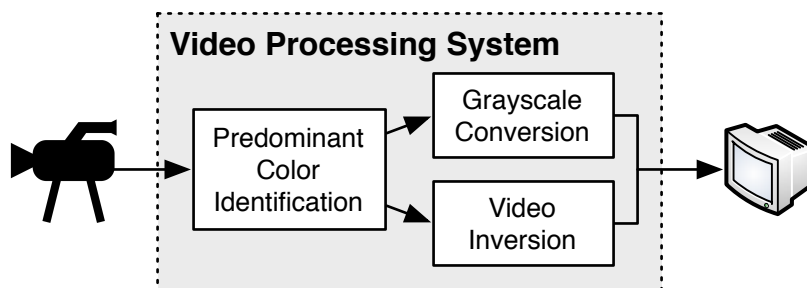 Video Processing System
Predominant
Color
Identification
Grayscale
Conversion
Video
Inversion